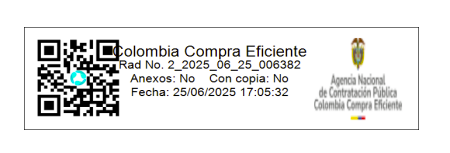 Colombia Compra Eficiente
Rad No. 2_2025_06_25_006382
Anexos: No    Con copia: No
Fecha: 25/06/2025 17:05:32
Agencia Nacional
de Contratación Pública
Colombia Compra Eficiente